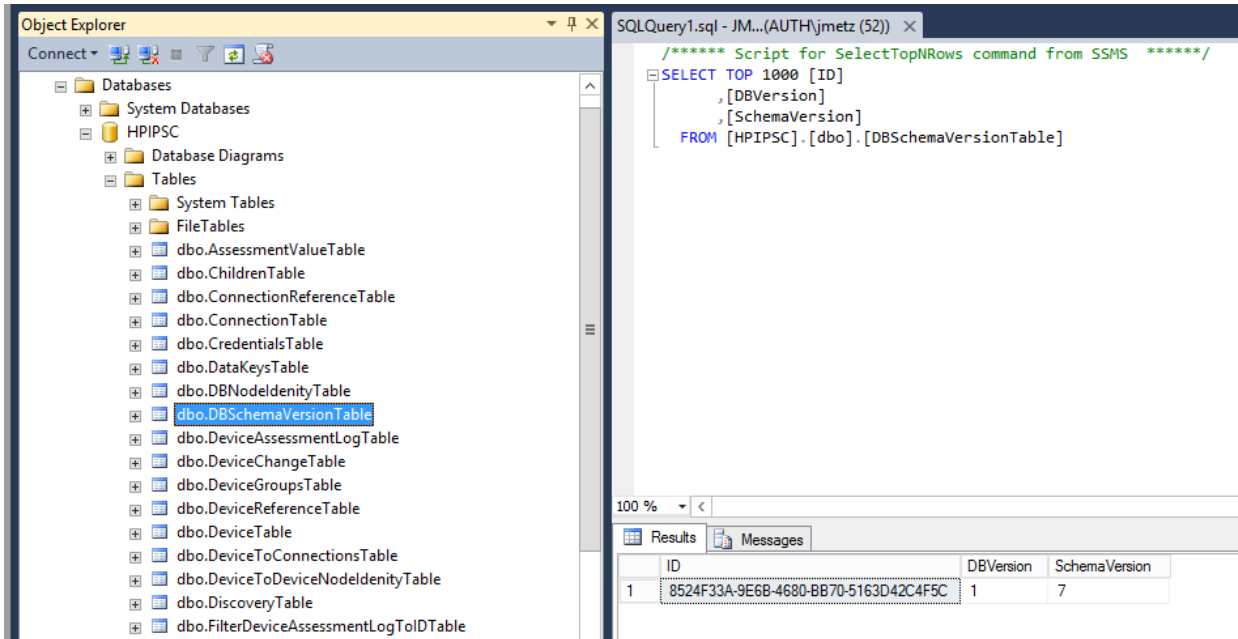 Object Explorer
Connect
Databases
System Databases
HPIPSC
Database Diagrams
Tables
System Tables
FileTables
dbo.AssessmentValueTable
dbo.ChildrenTable
dbo.ConnectionReferenceTable
dbo.ConnectionTable
dbo.CredentialsTable
dbo.DataKeysTable
dbo.DBNodeIdenityTable
dbo.DBSchemaVersionTable
dbo.DeviceAssessmentLogTable
dbo.DeviceChangeTable
dbo.DeviceGroupsTable
dbo.DeviceReferenceTable
dbo.DeviceTable
dbo.DeviceToConnectionsTable
dbo.DeviceToDeviceNodeIdenityTable
dbo.DiscoveryTable
dbo.FilterDeviceAssessmentLogToIDTable
SQLQuery1.sql - JM...(AUTH\jmetz (52))
/****** Script for SelectTopNRows command from SSMS ******/
SELECT TOP 1000 [ID]
,[DBVersion]
,[SchemaVersion]
FROM [HPIPSC].[dbo].[DBSchemaVersionTable]
100 %
Results Messages
ID DBVersion SchemaVersion
1 8524F33A-9E6B-4680-BB70-5163D42C4F5C 1 7